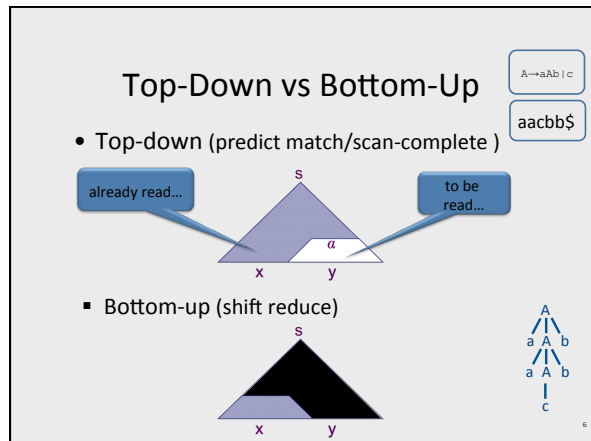 Top-Down vs Bottom-Up
A→aAb|c
aacbb$
• Top-down (predict match/scan-complete )
s
already read…
to be
read…
α
x y
▪ Bottom-up (shift reduce)
s
x y
A
a A b
a A b
c
6